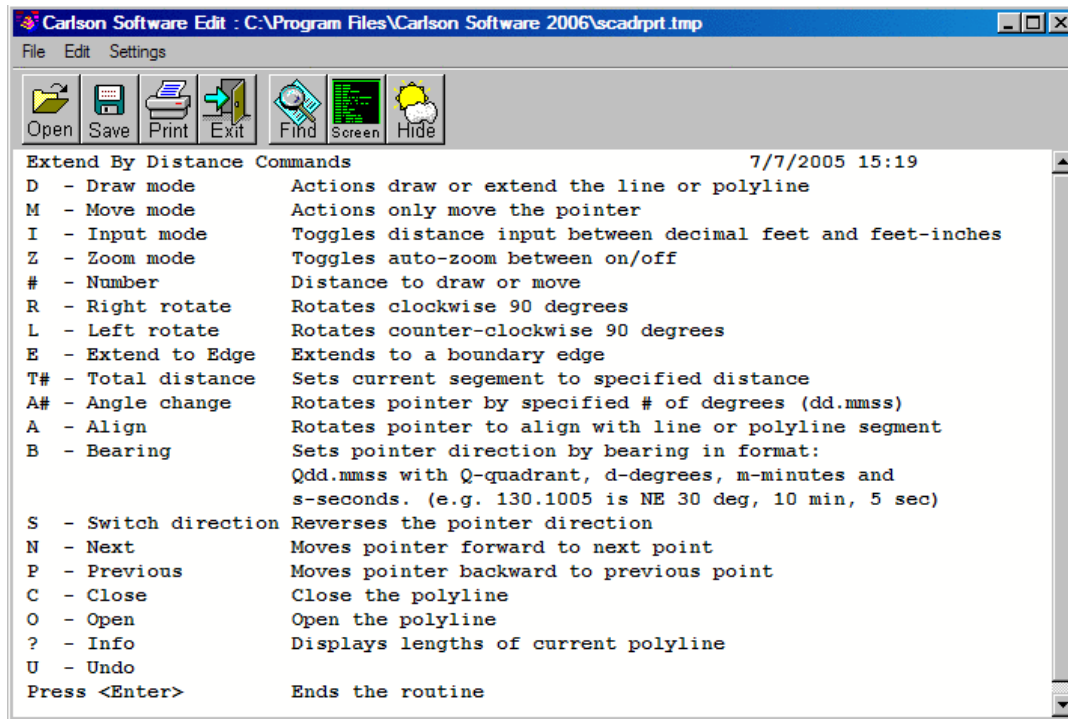 Carlson Software Edit : C:\Program Files\Carlson Software 2006\scadrprt.tmp
File Edit Settings
Open Save Print Exit Find Screen Hide
Extend By Distance Commands 7/7/2005 15:19
D - Draw mode Actions draw or extend the line or polyline
M - Move mode Actions only move the pointer
I - Input mode Toggles distance input between decimal feet and feet-inches
Z - Zoom mode Toggles auto-zoom between on/off
# - Number Distance to draw or move
R - Right rotate Rotates clockwise 90 degrees
L - Left rotate Rotates counter-clockwise 90 degrees
E - Extend to Edge Extends to a boundary edge
T# - Total distance Sets current segement to specified distance
A# - Angle change Rotates pointer by specified # of degrees (dd.mmss)
A - Align Rotates pointer to align with line or polyline segment
B - Bearing Sets pointer direction by bearing in format:
Qdd.mmss with Q-quadrant, d-degrees, m-minutes and
s-seconds. (e.g. 130.1005 is NE 30 deg, 10 min, 5 sec)
S - Switch direction Reverses the pointer direction
N - Next Moves pointer forward to next point
P - Previous Moves pointer backward to previous point
C - Close Close the polyline
O - Open Open the polyline
? - Info Displays lengths of current polyline
U - Undo
Press <Enter> Ends the routine